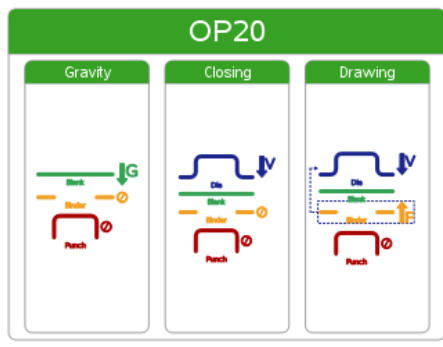 OP20
Gravity
Closing
Drawing
G
Blank
Binder
Punch
V
Die
Blank
Binder
Punch
V
Die
Blank
F
Binder
Punch